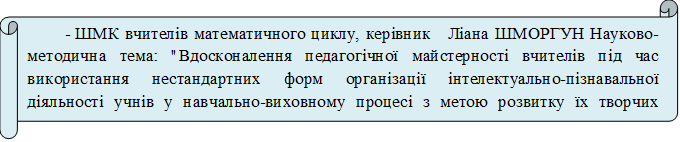 - ШМК вчителів математичного циклу, керівник Ліана ШМОРГУН Науково-
методична тема: "Вдосконалення педагогічної майстерності вчителів під час
використання нестандартних форм організації інтелектуально-пізнавальної
діяльності учнів у навчально-виховному процесі з метою розвитку їх творчих